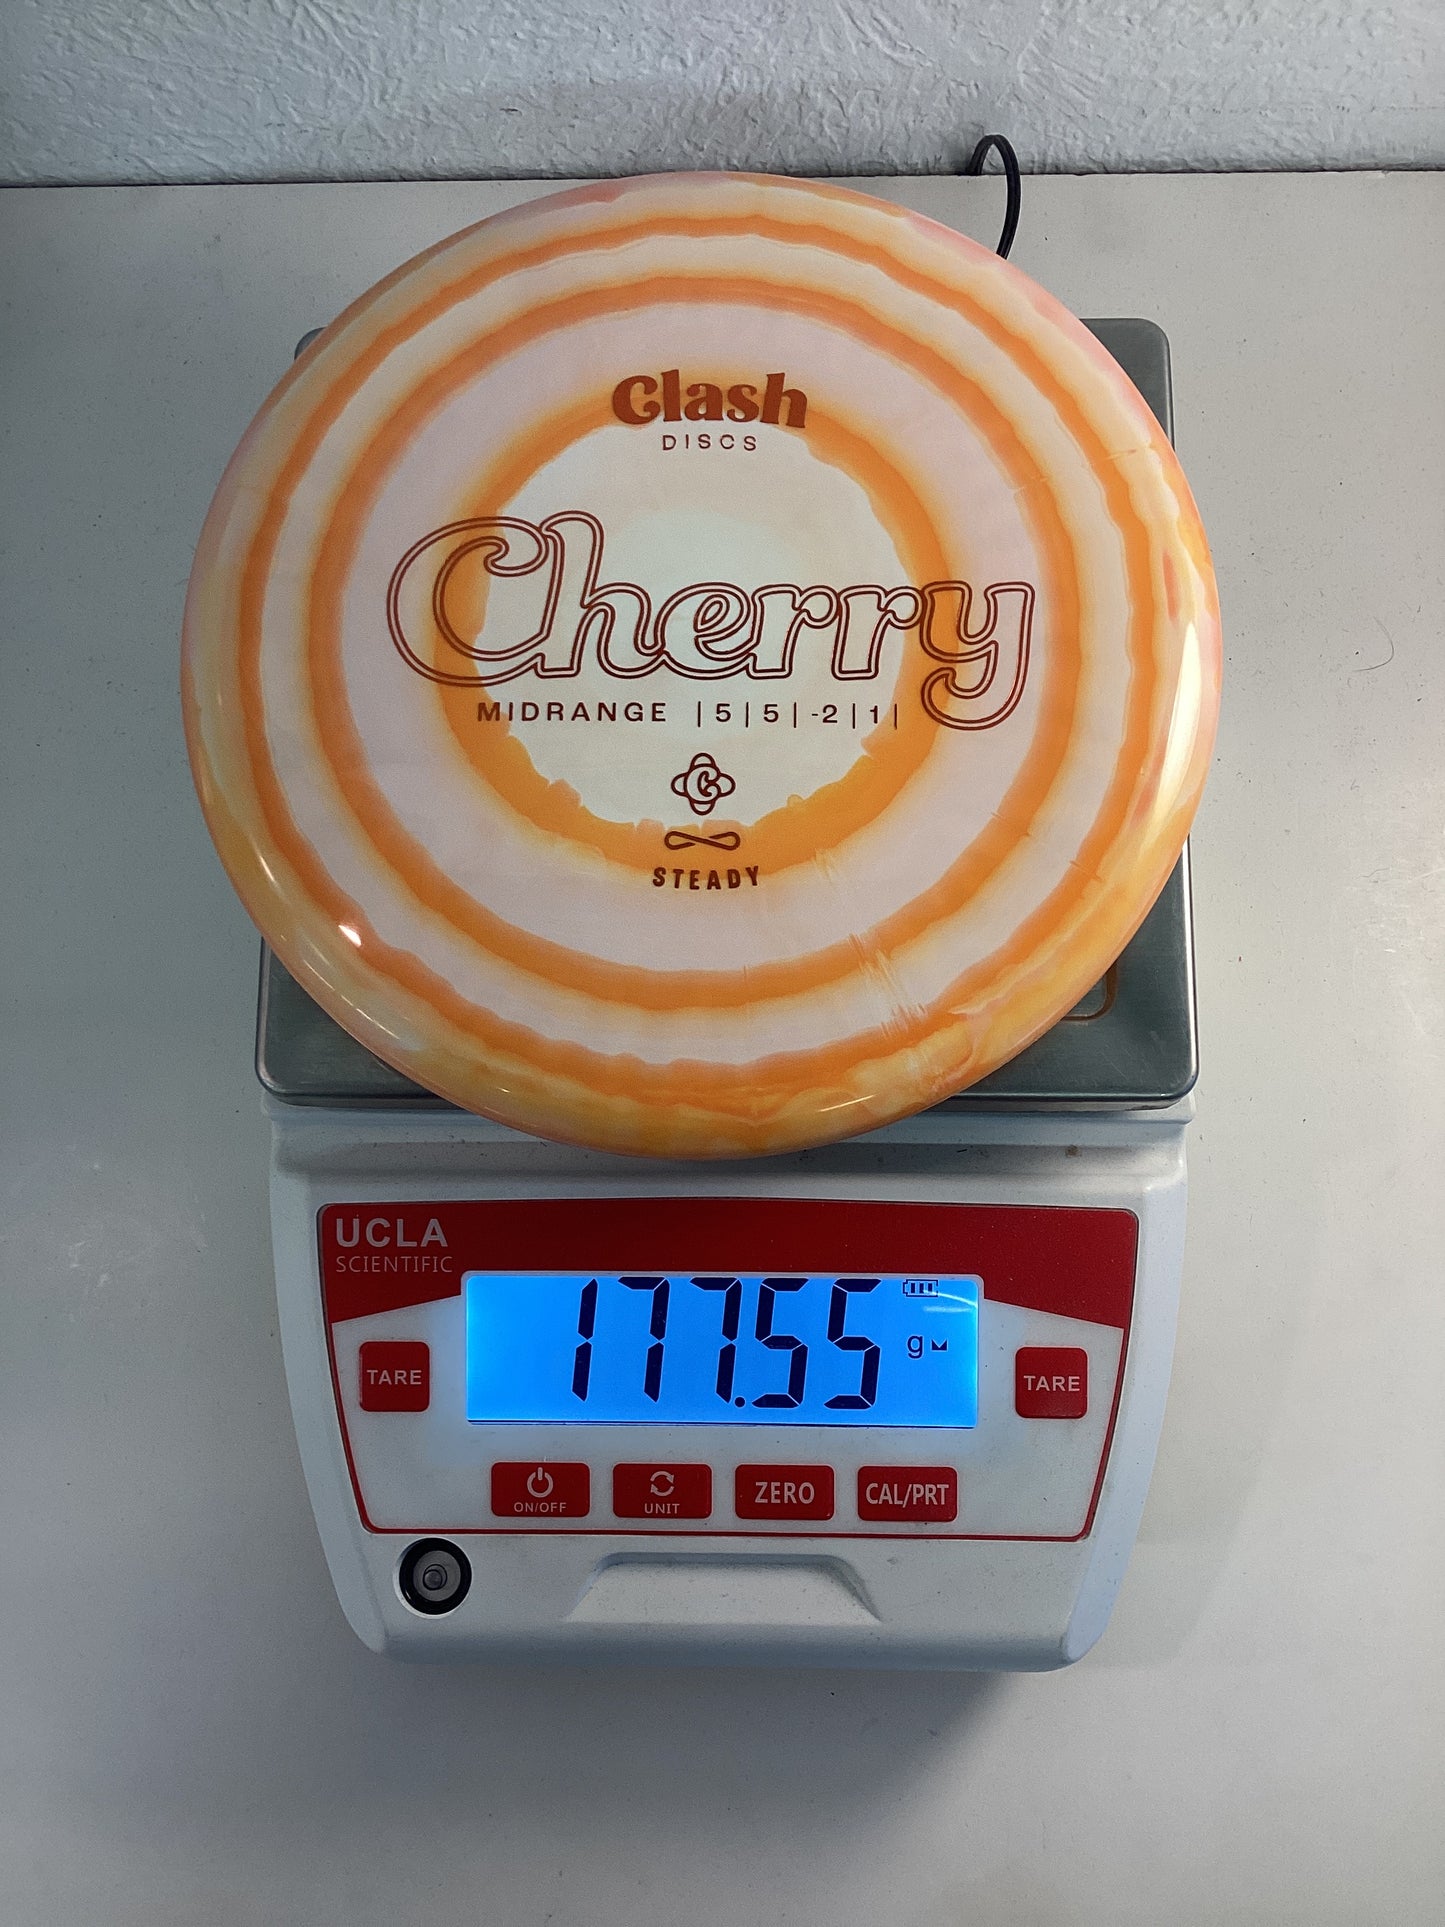 Clash
DISCS
Cherry
MIDRANGE | 5 | 5 | -2 | 1 |
C
STEADY
UCLA
SCIENTIFIC
177.55 g
TARE
TARE
ON/OFF
UNIT
ZERO
CAL/PRT